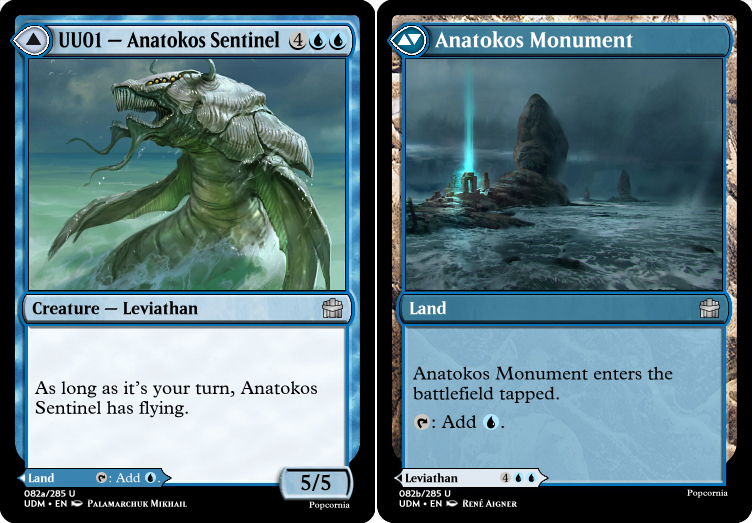 UU01 — Anatokos Sentinel 4
Creature — Leviathan
As long as it's your turn, Anatokos
Sentinel has flying.
Land : Add .
5/5
082a/285 U
UDM • EN Palamarchuk Mikhail
Popcornia
Anatokos Monument
Land
Anatokos Monument enters the
battlefield tapped.
: Add .
Leviathan 4
082b/285 U
UDM • EN René Aigner
Popcornia